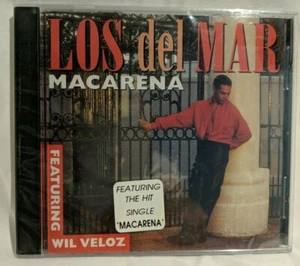 LOS del MAR
MACARENA
FEATURING
WIL VELOZ
FEATURING
THE HIT
SINGLE
"MACARENA"